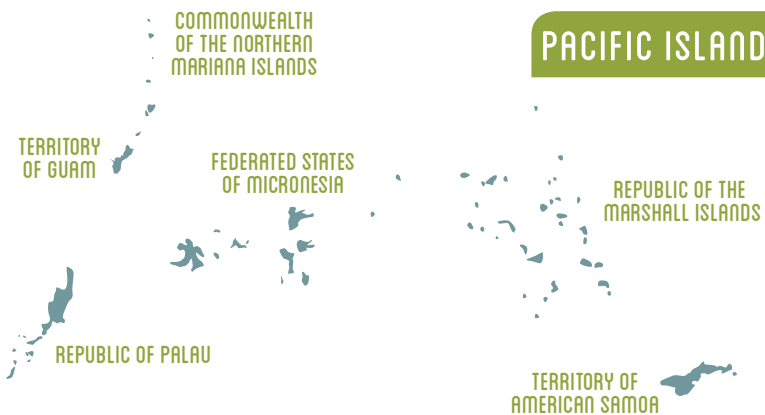 COMMONWEALTH
OF THE NORTHERN
MARIANA ISLANDS
PACIFIC ISLAND
TERRITORY
OF GUAM
FEDERATED STATES
OF MICRONESIA
REPUBLIC OF THE
MARSHALL ISLANDS
REPUBLIC OF PALAU
TERRITORY OF
AMERICAN SAMOA